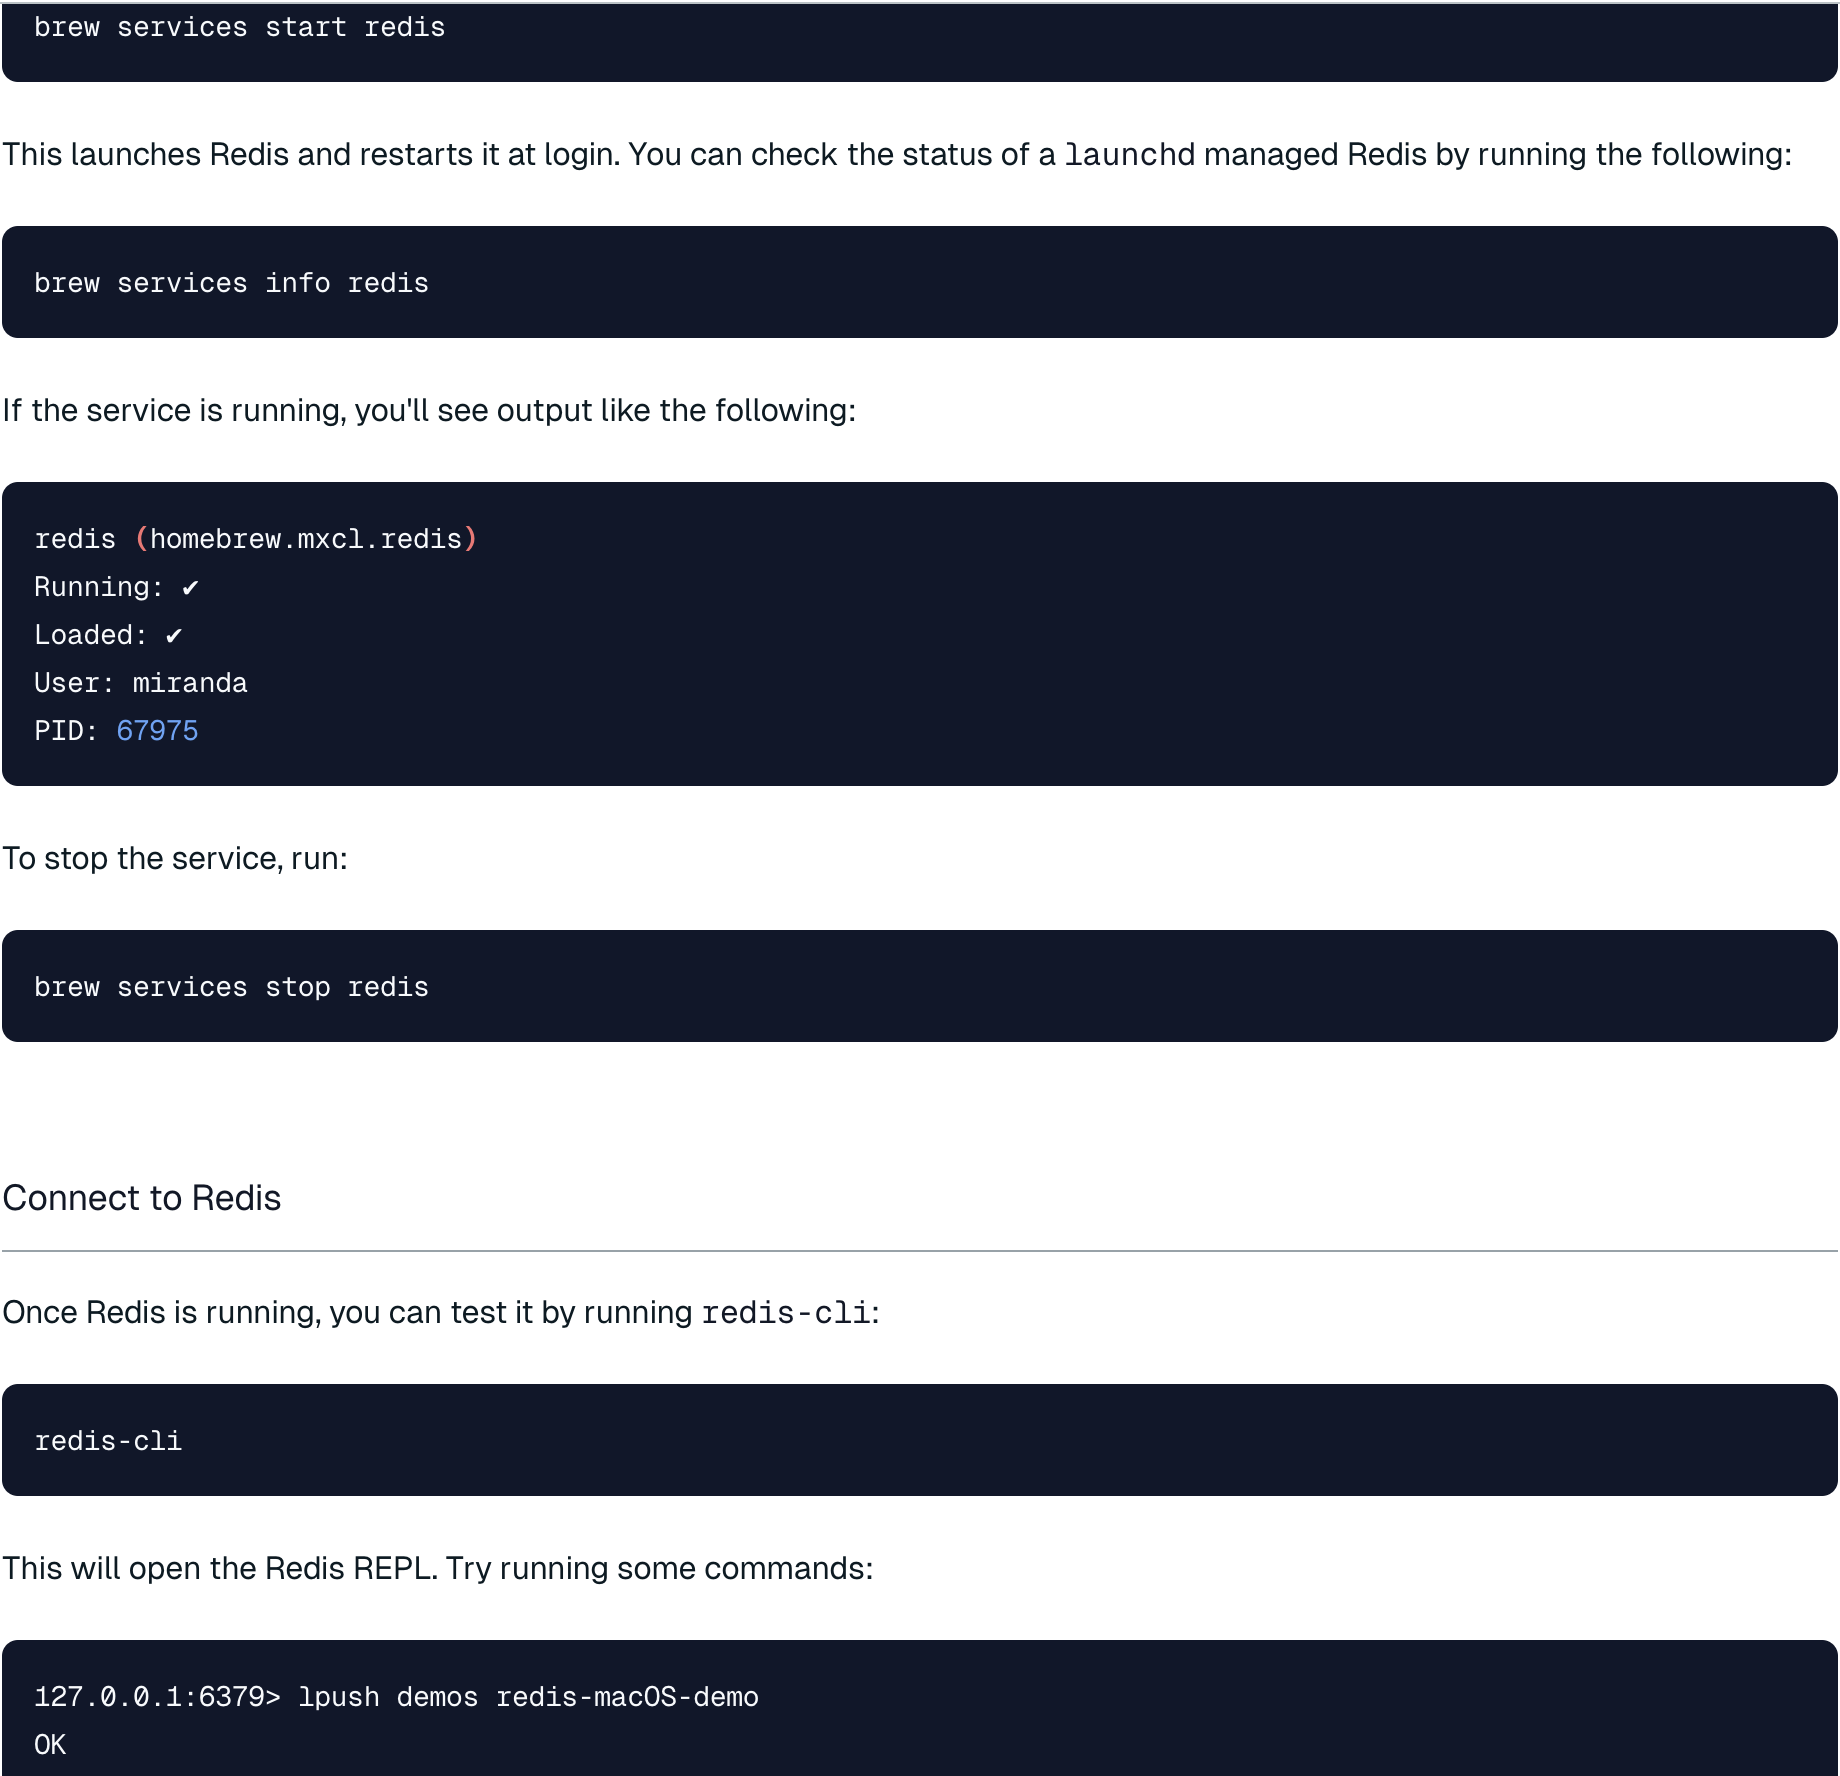 brew services start redis
This launches Redis and restarts it at login. You can check the status of a launchd managed Redis by running the following:
brew services info redis
If the service is running, you'll see output like the following:
redis (homebrew.mxcl.redis)
Running: ✔
Loaded: ✔
User: miranda
PID: 67975
To stop the service, run:
brew services stop redis
Connect to Redis
Once Redis is running, you can test it by running redis-cli:
redis-cli
This will open the Redis REPL. Try running some commands:
127.0.0.1:6379> lpush demos redis-macOS-demo
OK